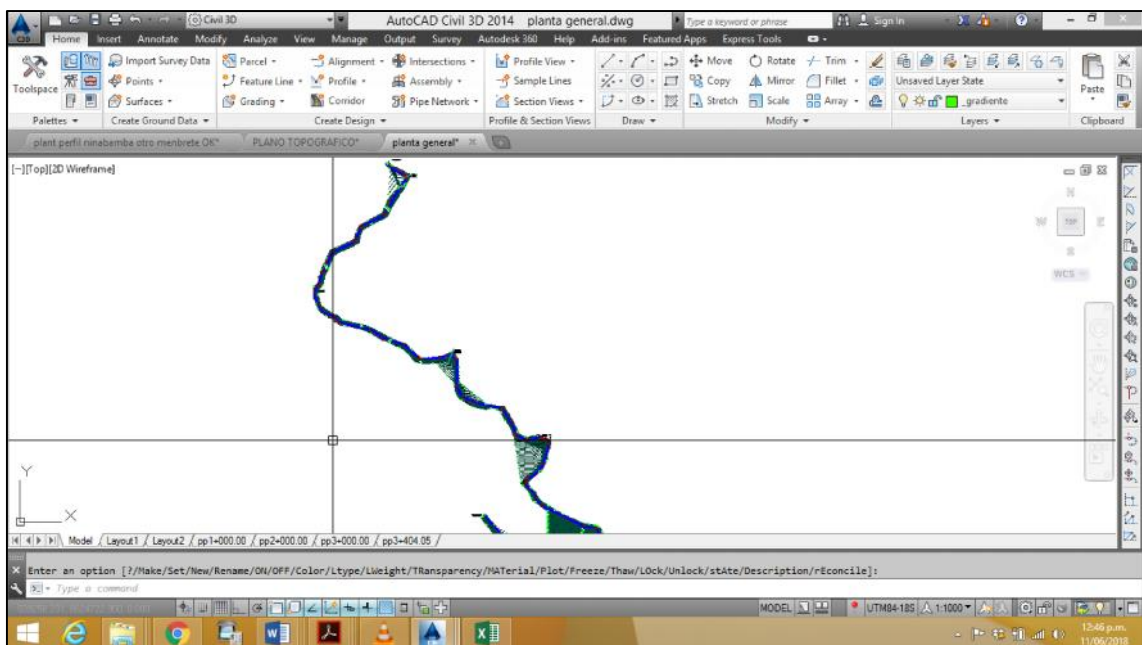 Civil 3D
AutoCAD Civil 3D 2014 planta general.dwg
Type a keyword or phrase
Sign In
Home Insert Annotate Modify Analyze View Manage Output Survey Autodesk 360 Help Add-ins Featured Apps Express Tools
Toolspace
Import Survey Data
Points
Surfaces
Parcel
Feature Line
Grading
Alignment
Profile
Corridor
Intersections
Assembly
Pipe Network
Profile View
Sample Lines
Section Views
Move Rotate Trim
Copy Mirror Fillet
Stretch Scale Array
Unsaved Layer State
_gradiente
Paste
Palettes Create Ground Data Create Design Profile & Section Views Draw Modify Layers Clipboard
plant perfil ninabamba otro menbrete OK* PLANO TOPOGRAFICO* planta general*
[-][Top][2D Wireframe]
N
W TOP E
S
WCS
Y
X
Model Layout1 Layout2 pp1+000.00 pp2+000.00 pp3+000.00 pp3+404.05
Enter an option [?/Make/Set/New/Rename/ON/OFF/Color/Ltype/LWeight/TRansparency/MATerial/Plot/Freeze/Thaw/LOck/Unlock/stAte/Description/rEconcile]:
Type a command
MODEL UTM84-18S 1:1000
12:46 p.m.
11/06/2018